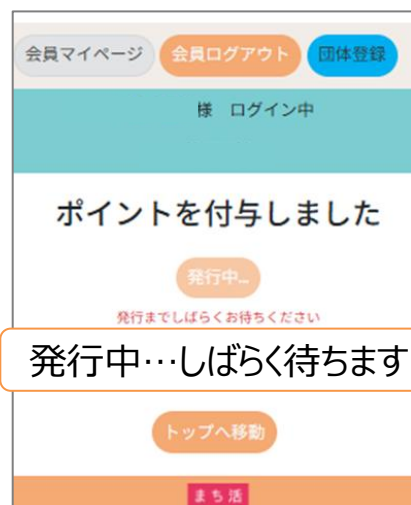 会員マイページ 会員ログアウト 団体登録
様 ログイン中
ポイントを付与しました
発行中…
発行までしばらくお待ちください
発行中…しばらく待ちます
トップへ移動
まち活